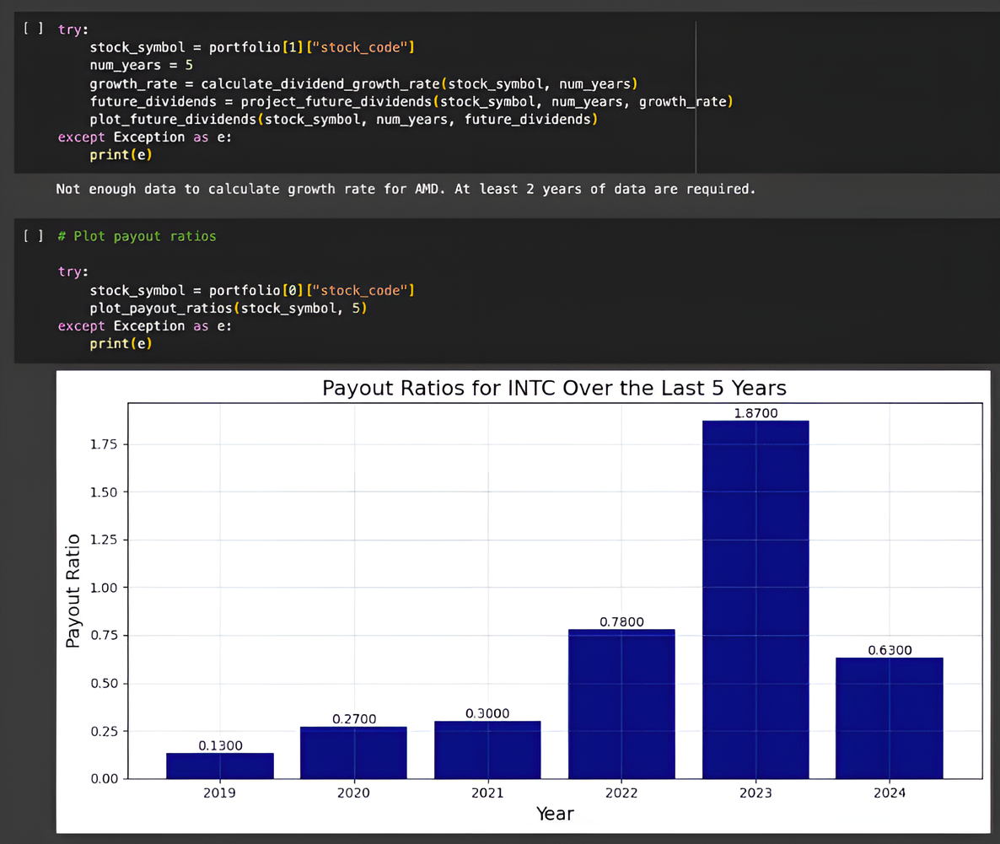 [ ] try:
    stock_symbol = portfolio[1]["stock_code"]
    num_years = 5
    growth_rate = calculate_dividend_growth_rate(stock_symbol, num_years)
    future_dividends = project_future_dividends(stock_symbol, num_years, growth_rate)
    plot_future_dividends(stock_symbol, num_years, future_dividends)
except Exception as e:
    print(e)
Not enough data to calculate growth rate for AMD. At least 2 years of data are required.
[ ] # Plot payout ratios
try:
    stock_symbol = portfolio[0]["stock_code"]
    plot_payout_ratios(stock_symbol, 5)
except Exception as e:
    print(e)
Payout Ratios for INTC Over the Last 5 Years
1.8700
1.75
1.50
1.25
1.00
0.75
0.50
0.25
0.00
Payout Ratio
0.1300
0.2700
0.3000
0.7800
0.6300
2019 2020 2021 2022 2023 2024
Year